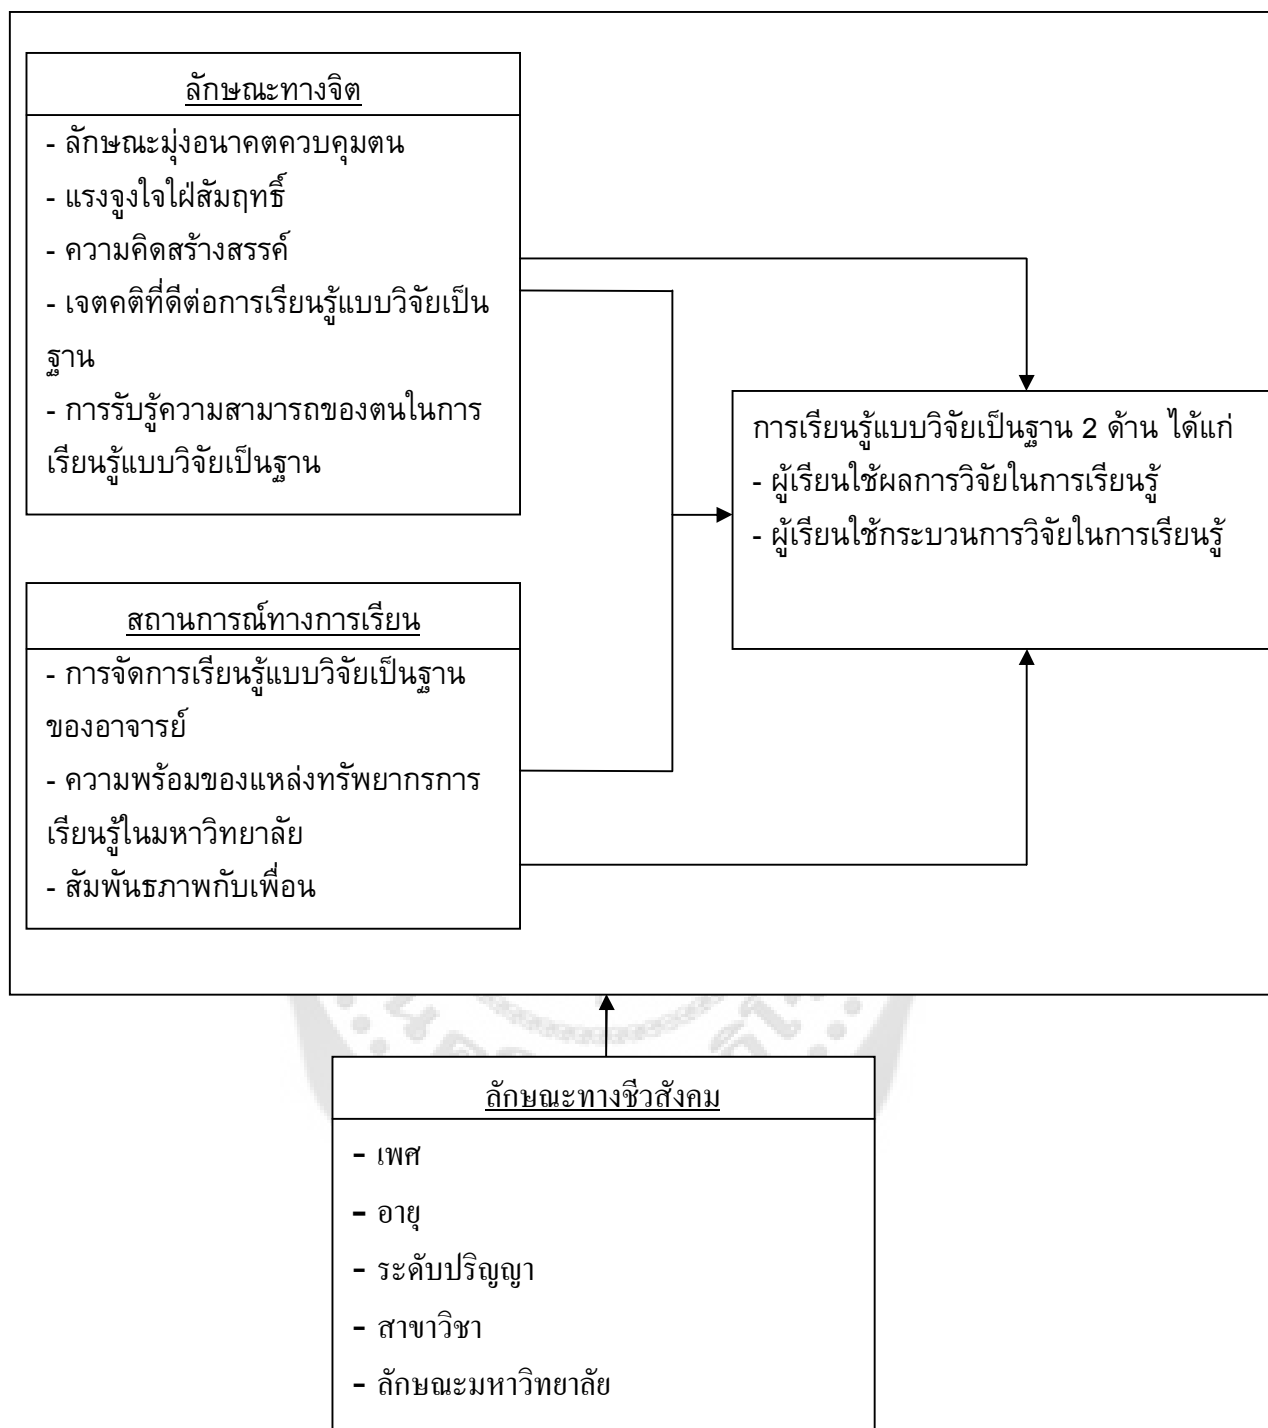 ลักษณะทางจิต
- ลักษณะมุ่งอนาคตควบคุมตน
- แรงจูงใจใฝ่สัมฤทธิ์
- ความคิดสร้างสรรค์
- เจตคติที่ดีต่อการเรียนรู้แบบวิจัยเป็น
ฐาน
- การรับรู้ความสามารถของตนในการ
เรียนรู้แบบวิจัยเป็นฐาน
การเรียนรู้แบบวิจัยเป็นฐาน 2 ด้าน ได้แก่
- ผู้เรียนใช้ผลการวิจัยในการเรียนรู้
- ผู้เรียนใช้กระบวนการวิจัยในการเรียนรู้
สถานการณ์ทางการเรียน
- การจัดการเรียนรู้แบบวิจัยเป็นฐาน
ของอาจารย์
- ความพร้อมของแหล่งทรัพยากรการ
เรียนรู้ในมหาวิทยาลัย
- สัมพันธภาพกับเพื่อน
ลักษณะทางชีวสังคม
- เพศ
- อายุ
- ระดับปริญญา
- สาขาวิชา
- ลักษณะมหาวิทยาลัย